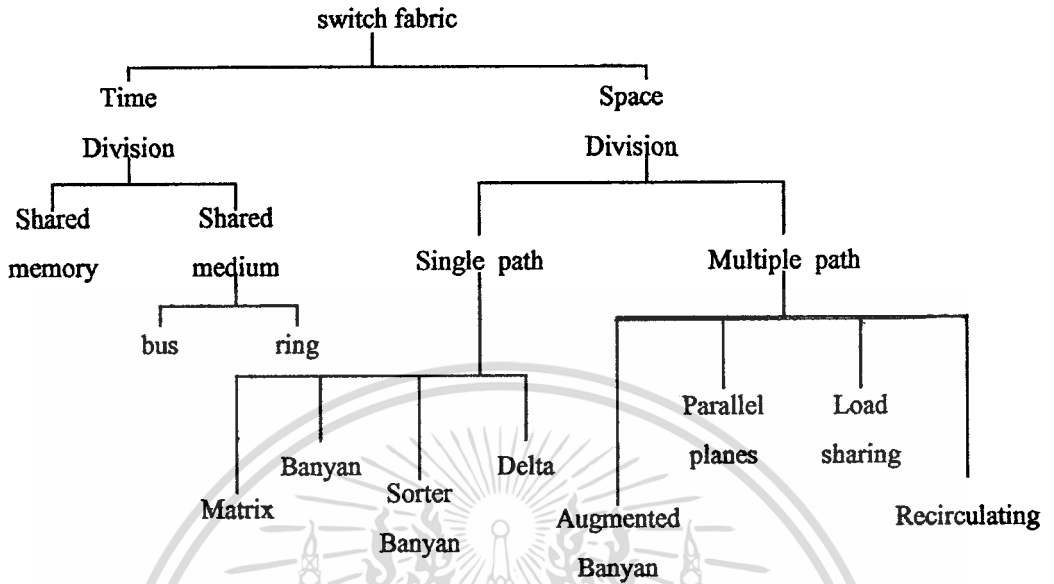 switch fabric
Time
Division
Space
Division
Shared
memory
Shared
medium
Single path
Multiple path
bus
ring
Matrix
Banyan
Sorter
Banyan
Delta
Augmented
Banyan
Parallel
planes
Load
sharing
Recirculating